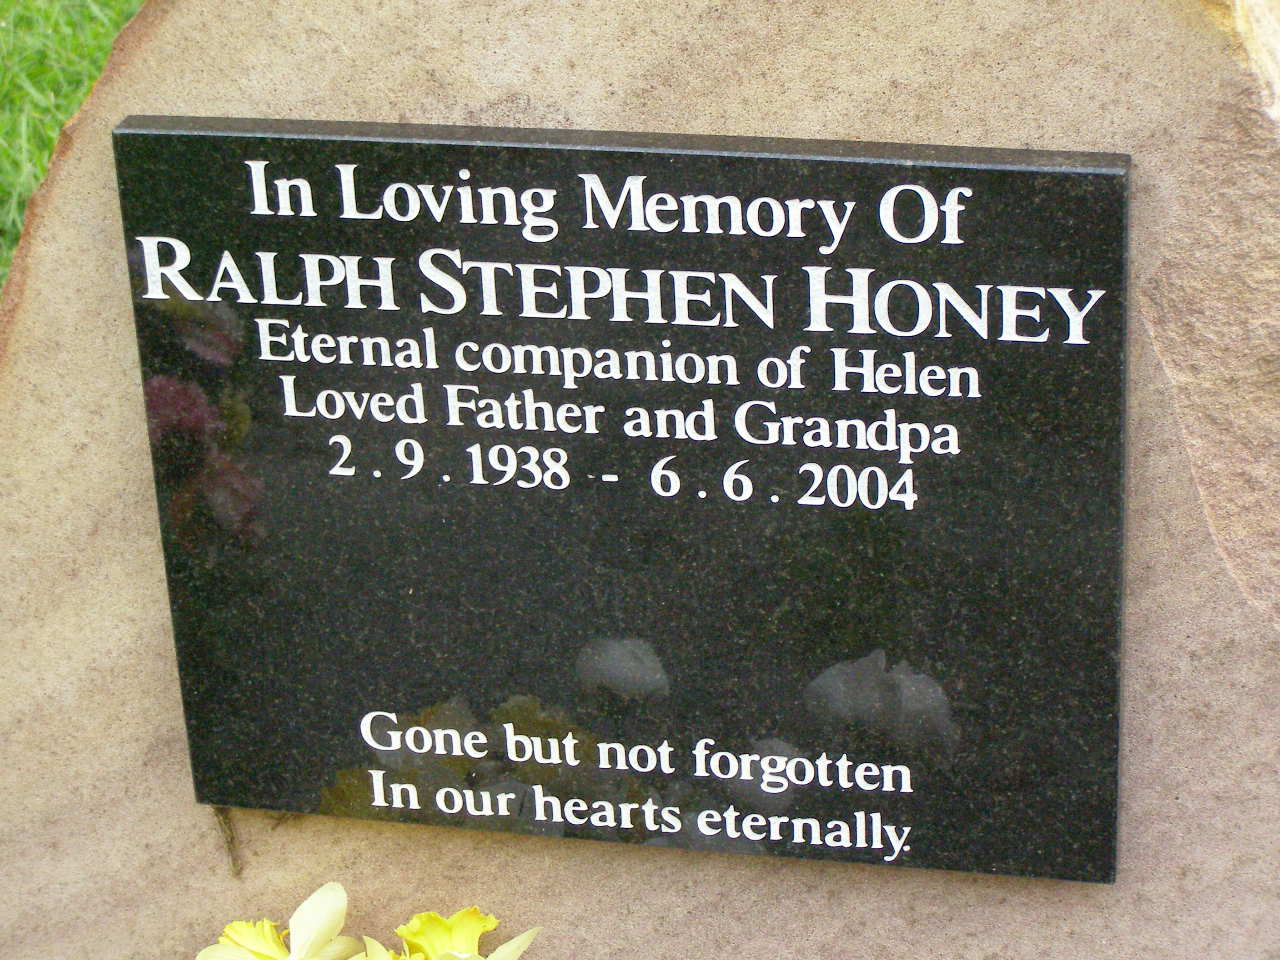 In Loving Memory Of
RALPH STEPHEN HONEY
Eternal companion of Helen
Loved Father and Grandpa
2 . 9 . 1938 - 6 . 6 . 2004
Gone but not forgotten
In our hearts eternally.